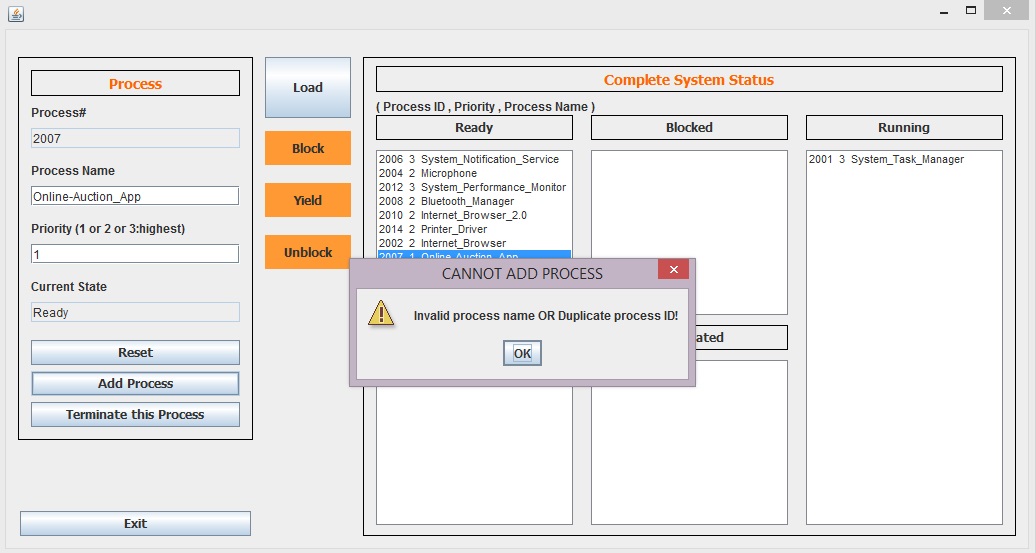 Process
Process#
2007
Process Name
Online-Auction_App
Priority (1 or 2 or 3:highest)
1
Current State
Ready
Reset
Add Process
Terminate this Process
Exit
Load
Block
Yield
Unblock
Complete System Status
( Process ID , Priority , Process Name )
Ready
2006 3 System_Notification_Service
2004 2 Microphone
2012 3 System_Performance_Monitor
2008 2 Bluetooth_Manager
2010 2 Internet_Browser_2.0
2014 2 Printer_Driver
2002 2 Internet_Browser
2007 1 Online-Auction_App
Blocked
ated
Running
2001 3 System_Task_Manager
CANNOT ADD PROCESS
Invalid process name OR Duplicate process ID!
OK